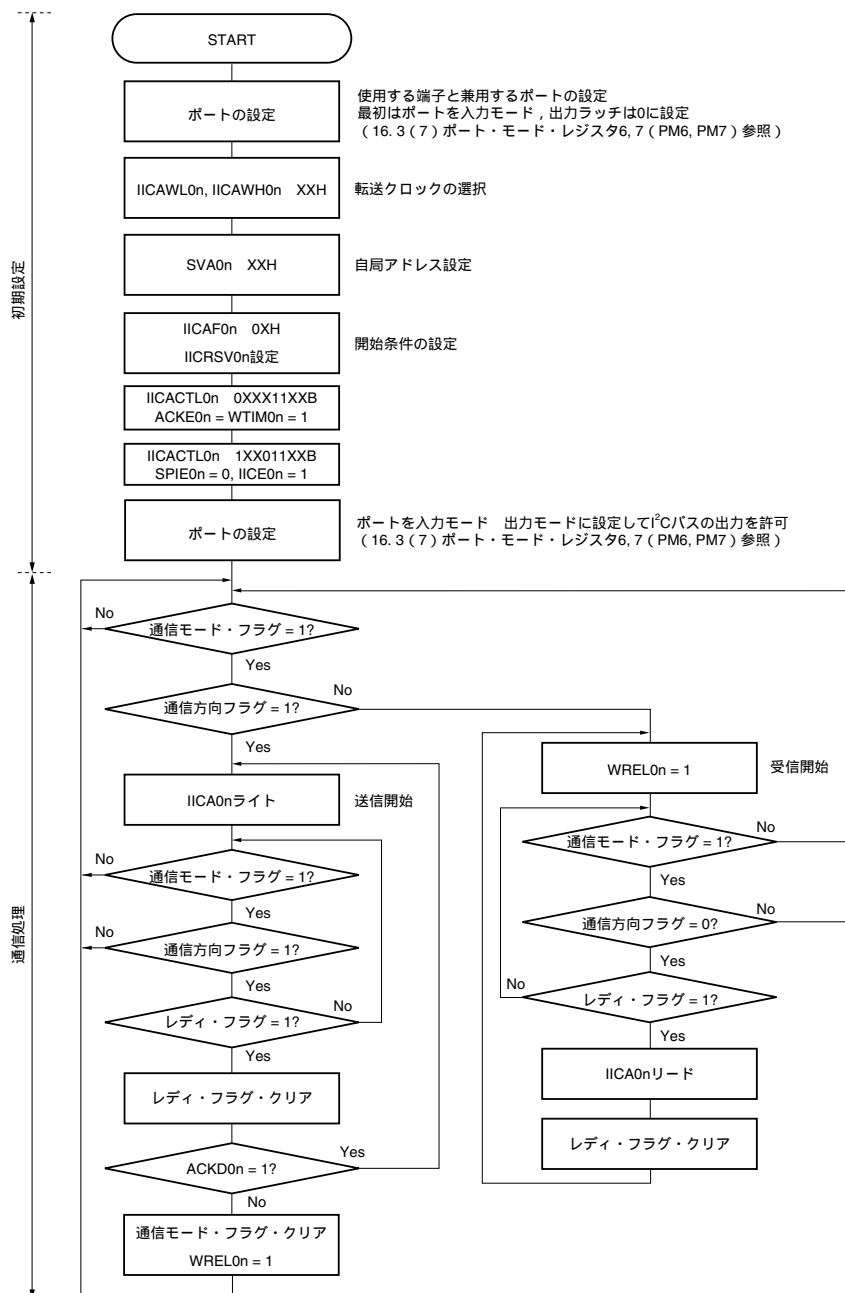 START
ポートの設定
使用する端子と兼用するポートの設定
最初はポートを入力モード，出力ラッチは0に設定
（16. 3（7）ポート・モード・レジスタ6, 7（PM6, PM7）参照）
IICAWL0n, IICAWH0n XXH
転送クロックの選択
SVA0n XXH
自局アドレス設定
初期設定
IICAF0n 0XH
IICRSV0n設定
開始条件の設定
IICACTL0n 0XXX11XXB
ACKE0n = WTIM0n = 1
IICACTL0n 1XX011XXB
SPIE0n = 0, IICE0n = 1
ポートの設定
ポートを入力モード 出力モードに設定してI²Cバスの出力を許可
（16. 3（7）ポート・モード・レジスタ6, 7（PM6, PM7）参照）
通信処理
No
通信モード・フラグ = 1?
Yes
通信方向フラグ = 1?
No
Yes
IICA0nライト
送信開始
No
通信モード・フラグ = 1?
Yes
No
通信方向フラグ = 1?
Yes
レディ・フラグ = 1?
No
Yes
レディ・フラグ・クリア
ACKD0n = 1?
Yes
No
通信モード・フラグ・クリア
WREL0n = 1
WREL0n = 1
受信開始
通信モード・フラグ = 1?
No
Yes
通信方向フラグ = 0?
No
Yes
No
レディ・フラグ = 1?
Yes
IICA0nリード
レディ・フラグ・クリア